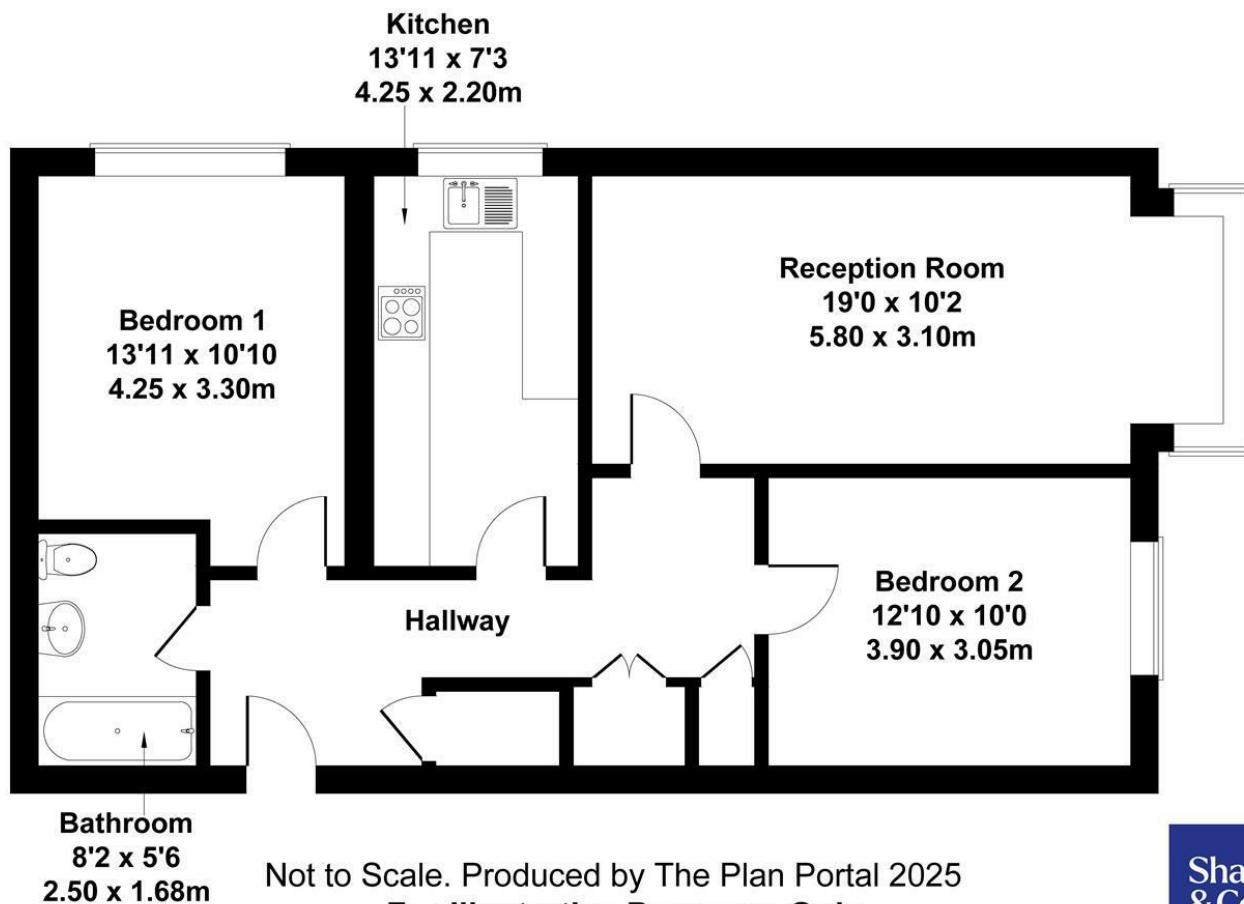 Kitchen
13'11 x 7'3
4.25 x 2.20m
Bedroom 1
13'11 x 10'10
4.25 x 3.30m
Reception Room
19'0 x 10'2
5.80 x 3.10m
Hallway
Bedroom 2
12'10 x 10'0
3.90 x 3.05m
Bathroom
8'2 x 5'6
2.50 x 1.68m
Not to Scale. Produced by The Plan Portal 2025